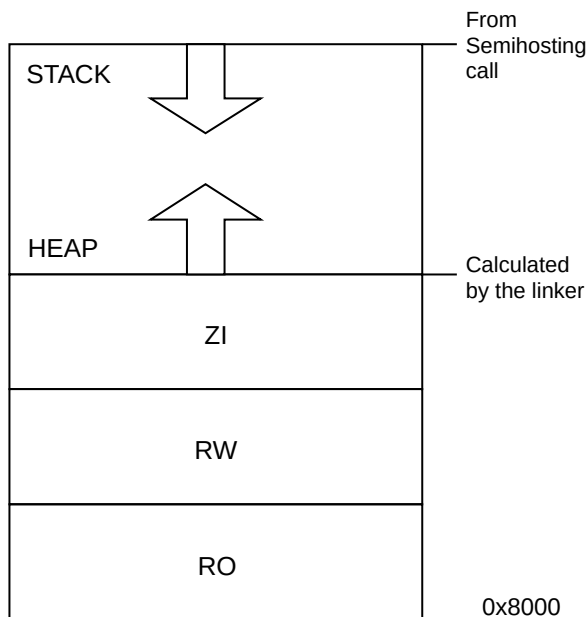 From
Semihosting
call
STACK
HEAP
Calculated
by the linker
ZI
RW
RO
0x8000